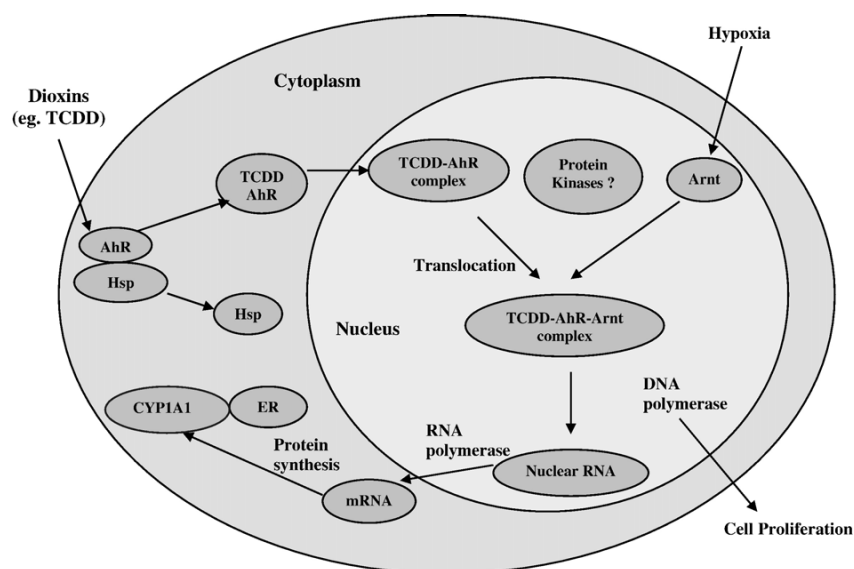 Hypoxia
Cytoplasm
Dioxins
(eg. TCDD)
TCDD
AhR
TCDD-AhR
complex
Protein
Kinases ?
Arnt
AhR
Hsp
Hsp
Translocation
Nucleus
TCDD-AhR-Arnt
complex
CYP1A1
ER
DNA
polymerase
RNA
polymerase
Protein
synthesis
Nuclear RNA
mRNA
Cell Proliferation